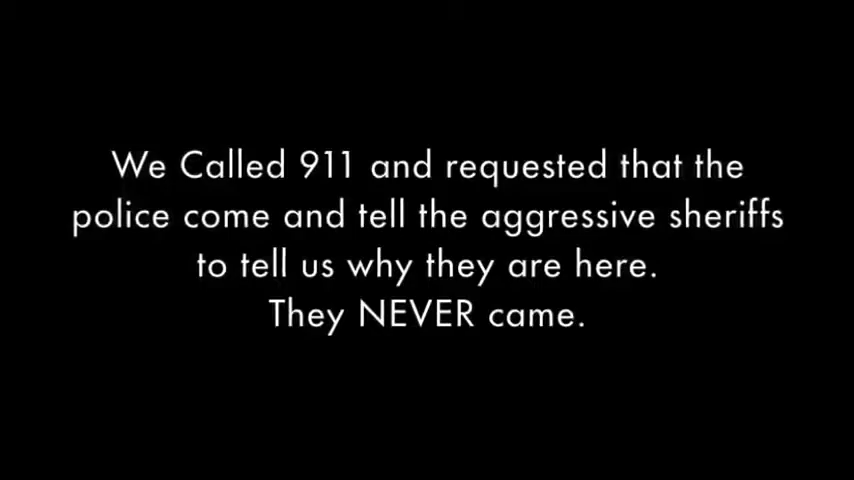 We Called 911 and requested that the
police come and tell the aggressive sheriffs
to tell us why they are here.
They NEVER came.